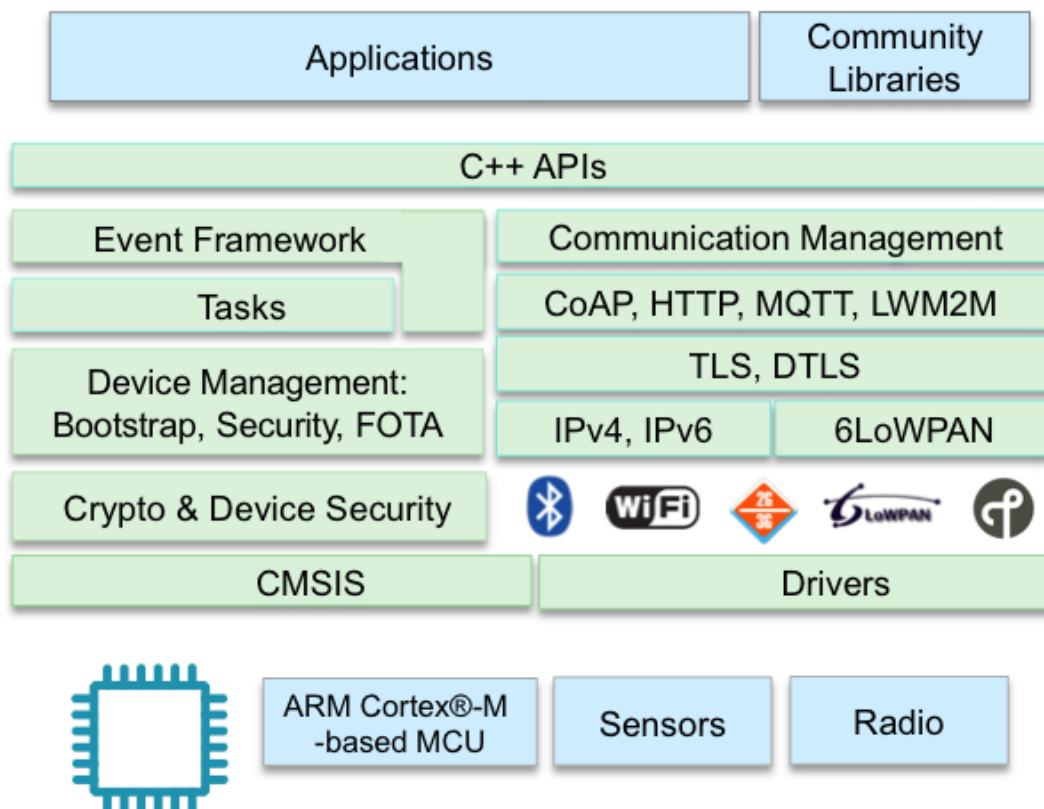 Applications
Community
Libraries
C++ APIs
Event Framework
Communication Management
Tasks
CoAP, HTTP, MQTT, LWM2M
Device Management:
Bootstrap, Security, FOTA
TLS, DTLS
IPv4, IPv6
6LoWPAN
Crypto & Device Security
WiFi
2G
3G
6LoWPAN
CMSIS
Drivers
ARM Cortex®-M
-based MCU
Sensors
Radio